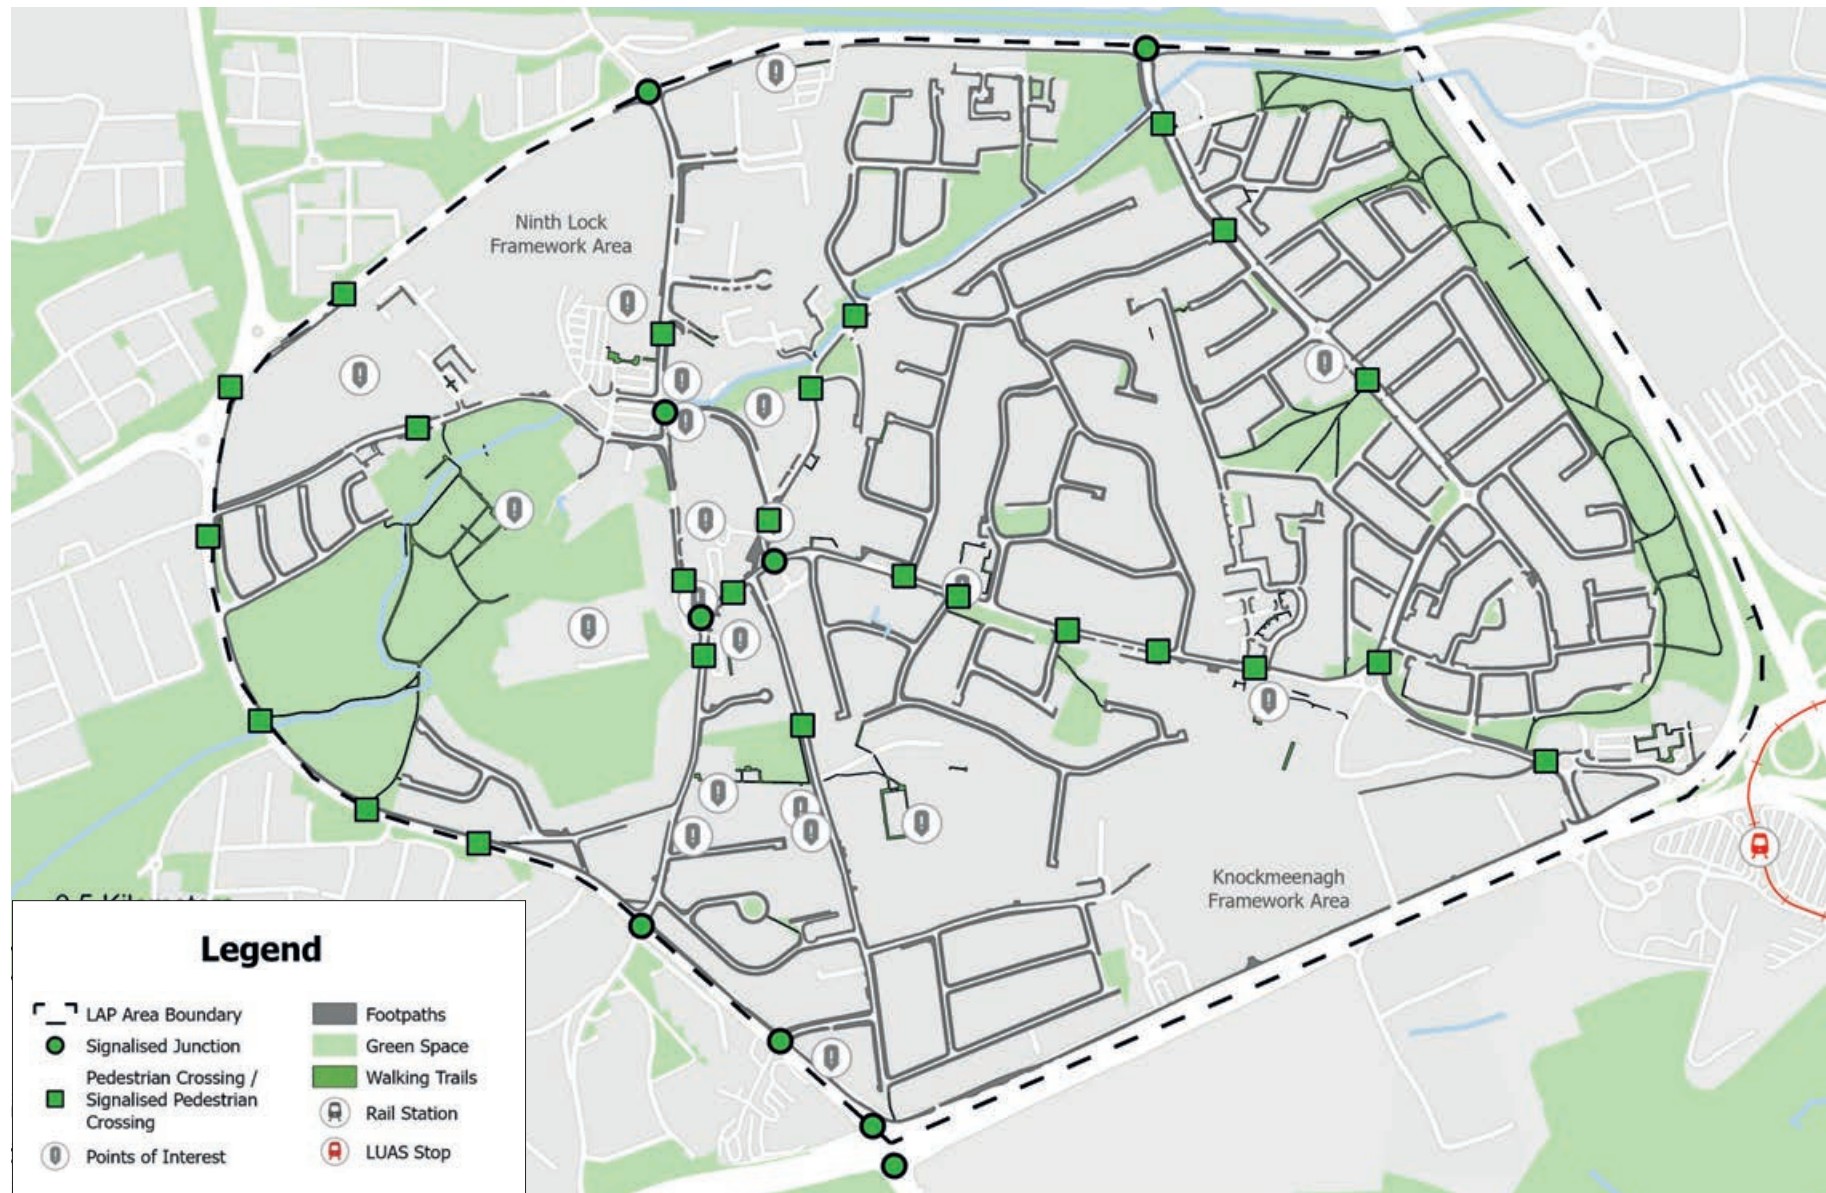 Ninth Lock
Framework Area
Knockmeenagh
Framework Area
Legend
LAP Area Boundary
Signalised Junction
Pedestrian Crossing /
Signalised Pedestrian
Crossing
Points of Interest
Footpaths
Green Space
Walking Trails
Rail Station
LUAS Stop